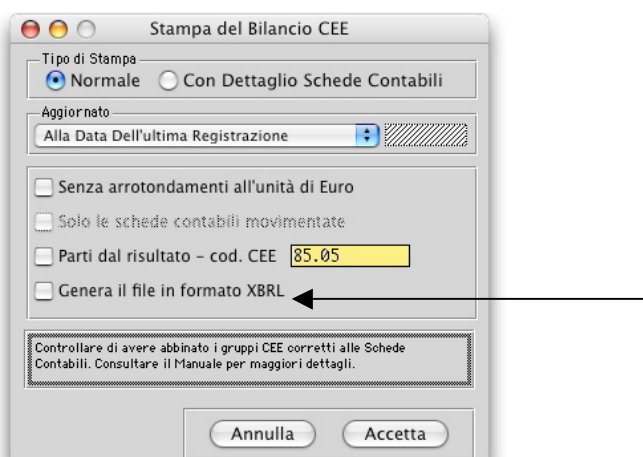 Stampa del Bilancio CEE
Tipo di Stampa
Normale Con Dettaglio Schede Contabili
Aggiornato
Alla Data Dell'ultima Registrazione
Senza arrotondamenti all'unità di Euro
Solo le schede contabili movimentate
Parti dal risultato – cod. CEE 85.05
Genera il file in formato XBRL
Controllare di avere abbinato i gruppi CEE corretti alle Schede
Contabili. Consultare il Manuale per maggiori dettagli.
Annulla Accetta